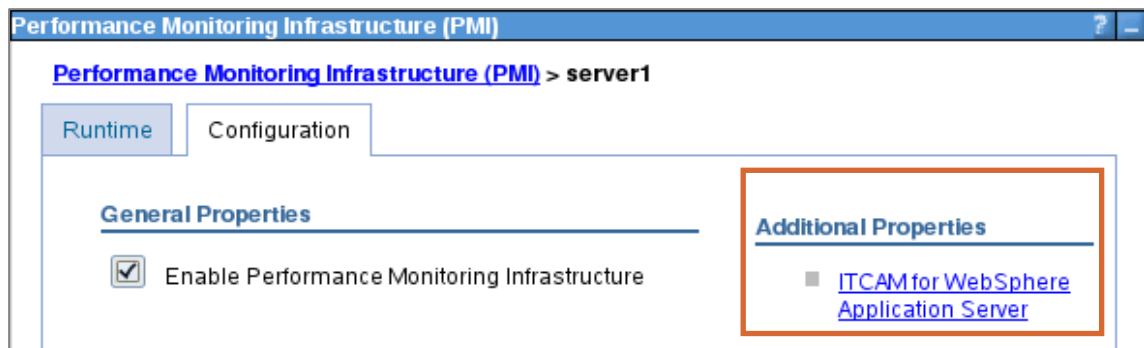 Performance Monitoring Infrastructure (PMI) ? _
Performance Monitoring Infrastructure (PMI) > server1
Runtime Configuration
General Properties
Enable Performance Monitoring Infrastructure
Additional Properties
ITCAM for WebSphere
Application Server